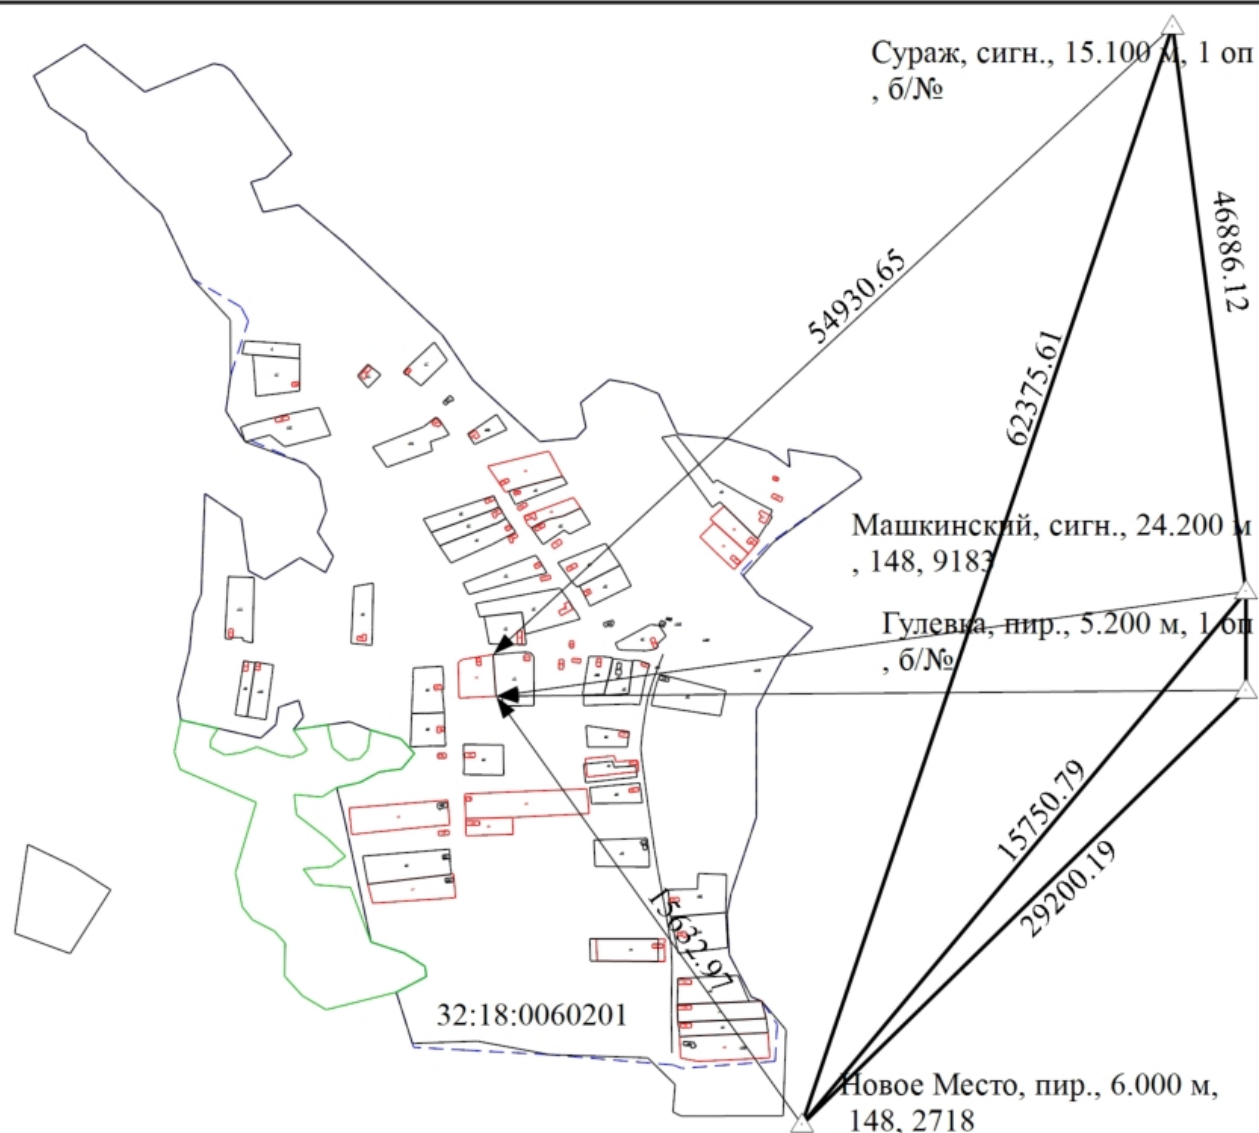 Сураж, сигн., 15.100 м, 1 оп
, б/№
46886.12
54930.65
62375.61
Машкинский, сигн., 24.200 м
, 148, 9183
Гулевка, пир., 5.200 м, 1 оп
, б/№
15750.79
29200.19
15632.97
32:18:0060201
Новое Место, пир., 6.000 м,
148, 2718